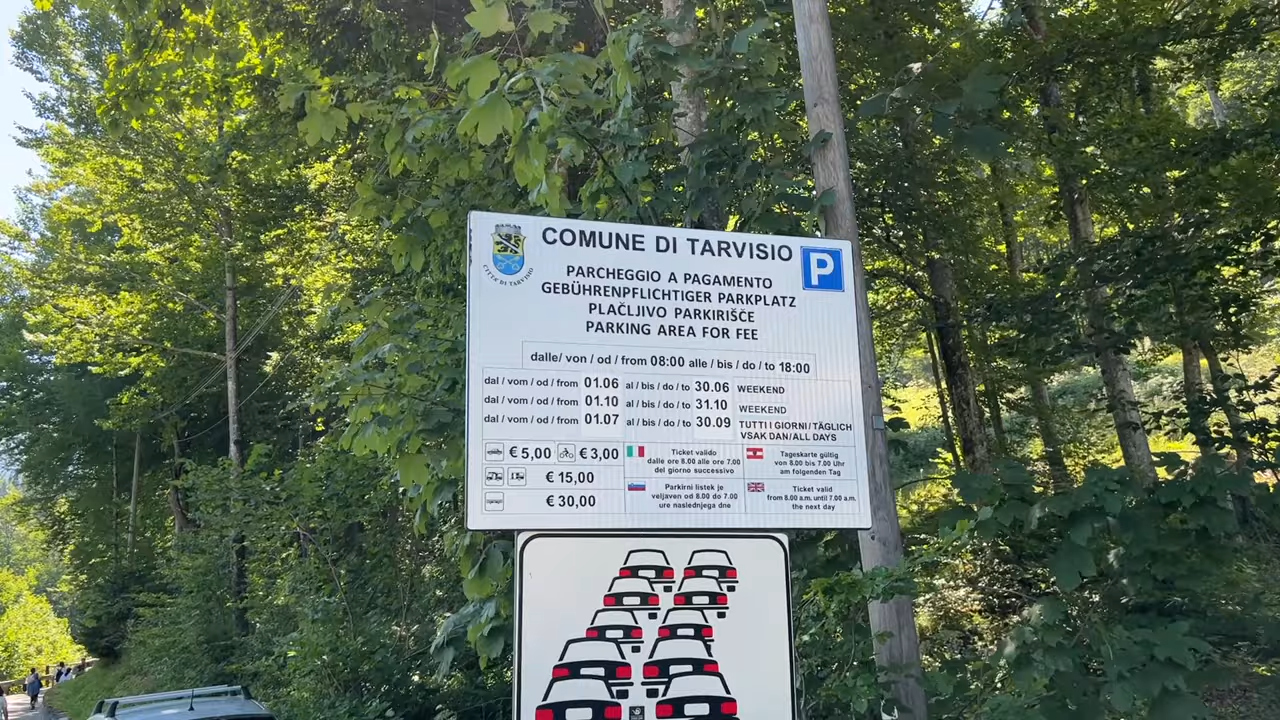 COMUNE DI TARVISIO
P
CITTÀ DI TARVISIO
PARCHEGGIO A PAGAMENTO
GEBÜHRENPFLICHTIGER PARKPLATZ
PLAČLJIVO PARKIRIŠČE
PARKING AREA FOR FEE
dalle/ von / od / from 08:00 alle / bis / do / to 18:00
dal / vom / od / from 01.06 al / bis / do / to 30.06 WEEKEND
dal / vom / od / from 01.10 al / bis / do / to 31.10 WEEKEND
dal / vom / od / from 01.07 al / bis / do / to 30.09 TUTTI I GIORNI / TÄGLICH
VSAK DAN/ALL DAYS
€ 5,00 € 3,00
€ 15,00
€ 30,00
Ticket valido
dalle ore 8.00 alle ore 7.00
del giorno successivo
Tageskarte gültig
von 8.00 bis 7.00 Uhr
am folgenden Tag
Parkirni listek je
veljaven od 8.00 do 7.00
ure naslednjega dne
Ticket valid
from 8.00 a.m. until 7.00 a.m.
the next day